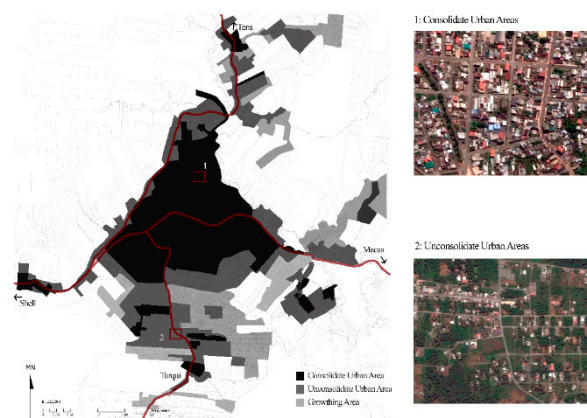 Tena
1: Consolidate Urban Areas
1
Macas
Shell
2: Unconsolidate Urban Areas
2
Tarqui
MN
Consolidate Urban Area
Unconsolidate Urban Area
Growthing Area